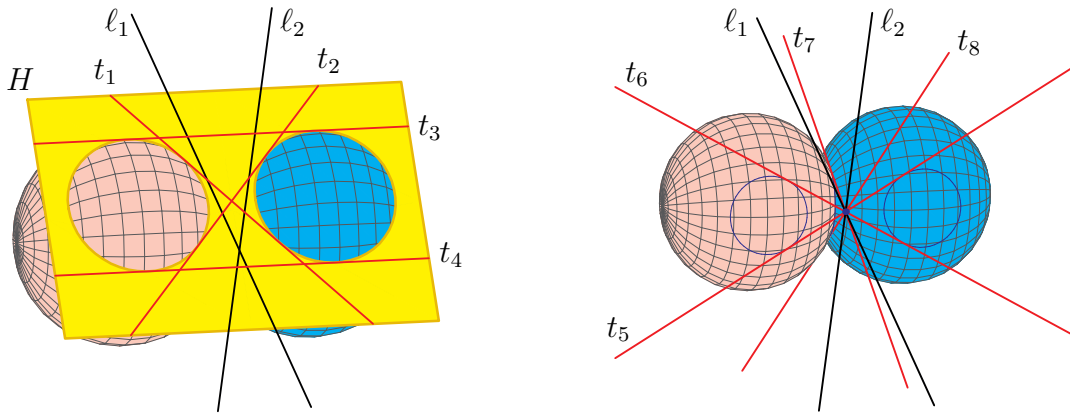 ℓ₁
ℓ₂
H
t₁
t₂
t₃
t₄
ℓ₁
t₇
ℓ₂
t₈
t₆
t₅